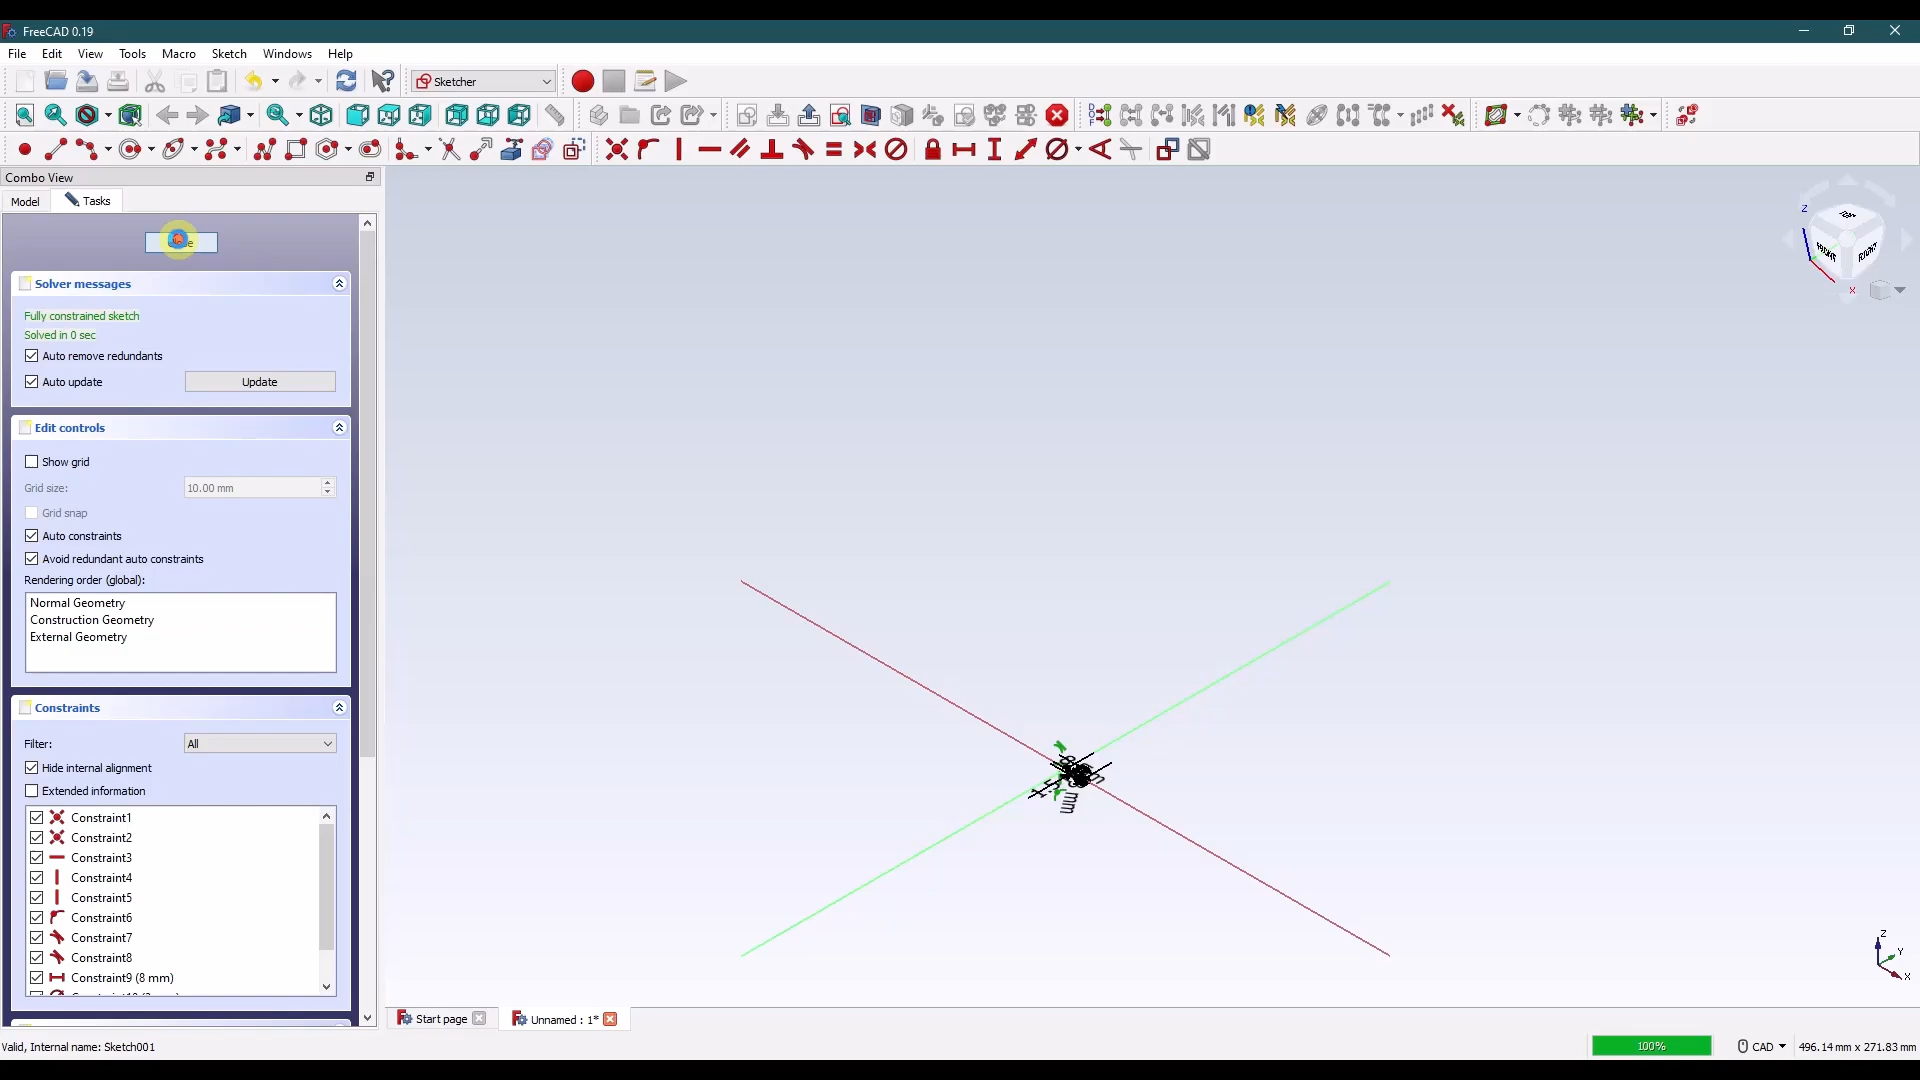 FreeCAD 0.19
File Edit View Tools Macro Sketch Windows Help
Sketcher
Combo View
Model Tasks
Solver messages
Fully constrained sketch
Solved in 0 sec
Auto remove redundants
Auto update Update
Edit controls
Show grid
Grid size: 10.00 mm
Grid snap
Auto constraints
Avoid redundant auto constraints
Rendering order (global):
Normal Geometry
Construction Geometry
External Geometry
Constraints
Filter: All
Hide internal alignment
Extended information
Constraint1
Constraint2
Constraint3
Constraint4
Constraint5
Constraint6
Constraint7
Constraint8
Constraint9 (8 mm)
TOP
FRONT
RIGHT
Z
X
mm
Z
Y
X
Start page
Unnamed : 1*
Valid, Internal name: Sketch001
100%
CAD
496.14 mm x 271.83 mm